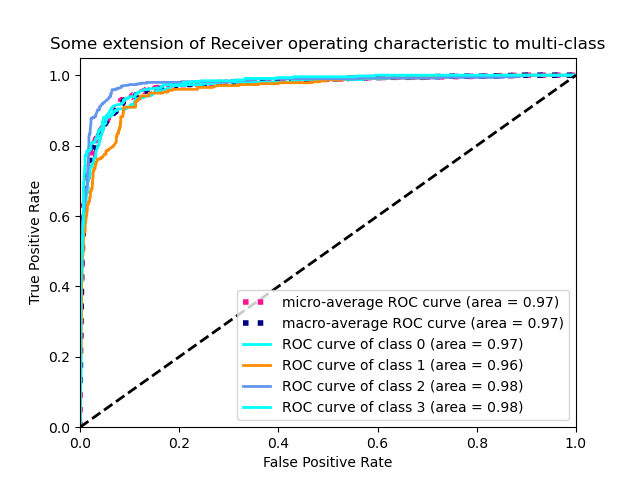 Some extension of Receiver operating characteristic to multi-class
1.0
0.8
0.6
0.4
0.2
0.0
True Positive Rate
micro-average ROC curve (area = 0.97)
macro-average ROC curve (area = 0.97)
ROC curve of class 0 (area = 0.97)
ROC curve of class 1 (area = 0.96)
ROC curve of class 2 (area = 0.98)
ROC curve of class 3 (area = 0.98)
0.0 0.2 0.4 0.6 0.8 1.0
False Positive Rate